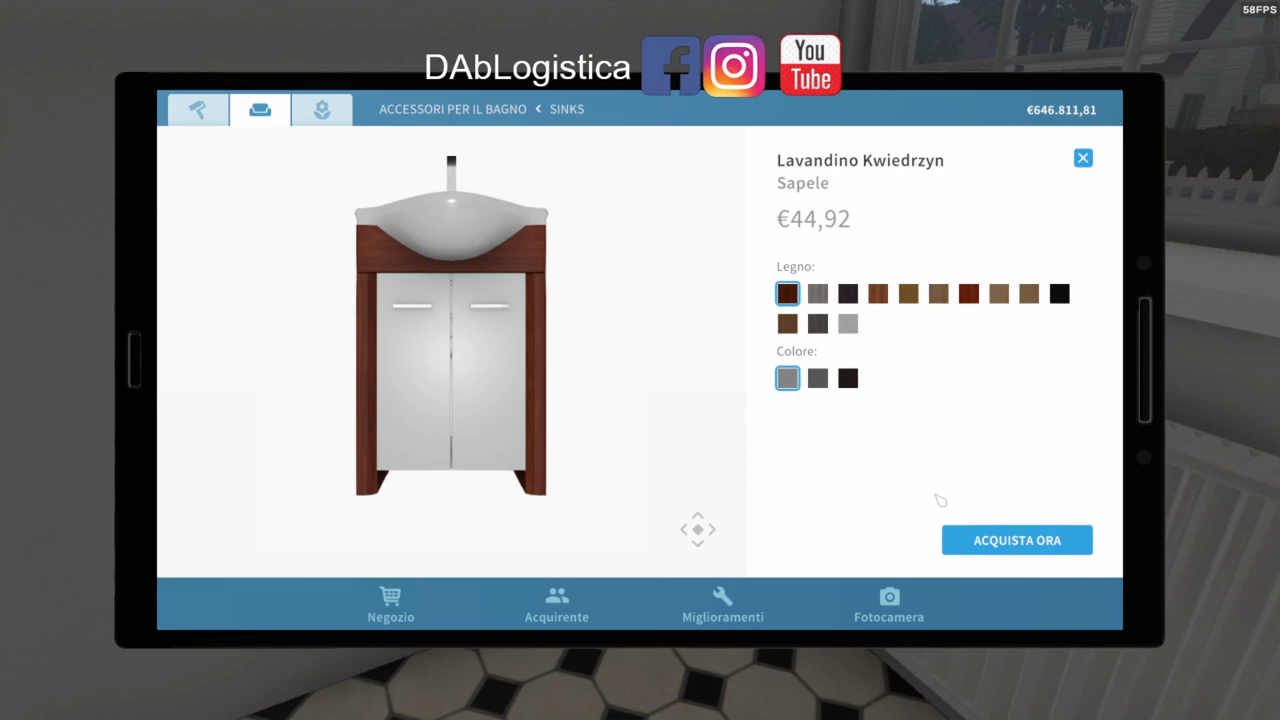 58FPS
DAbLogistica
You
Tube
ACCESSORI PER IL BAGNO < SINKS
€646.811,81
Lavandino Kwiedrzyn
Sapele
€44,92
Legno:
Colore:
ACQUISTA ORA
Negozio
Acquirente
Miglioramenti
Fotocamera